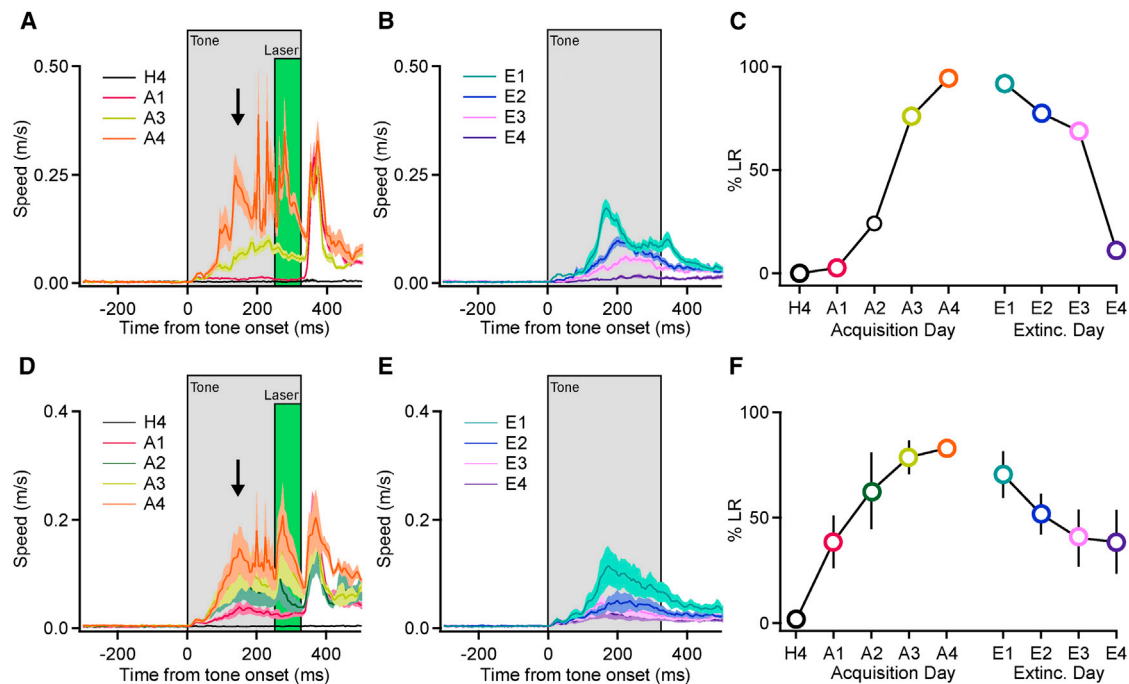 A
Tone
Laser
H4
A1
A3
A4
0.50
0.25
0.00
Speed (m/s)
-200 0 200 400
Time from tone onset (ms)
B
Tone
E1
E2
E3
E4
0.50
0.25
0.00
Speed (m/s)
-200 0 200 400
Time from tone onset (ms)
C
100
50
0
% LR
H4 A1 A2 A3 A4 E1 E2 E3 E4
Acquisition Day Extinc. Day
D
Tone
Laser
H4
A1
A2
A3
A4
0.4
0.2
0.0
Speed (m/s)
-200 0 200 400
Time from tone onset (ms)
E
Tone
E1
E2
E3
E4
0.4
0.2
0.0
Speed (m/s)
-200 0 200 400
Time from tone onset (ms)
F
100
50
0
% LR
H4 A1 A2 A3 A4 E1 E2 E3 E4
Acquisition Day Extinc. Day